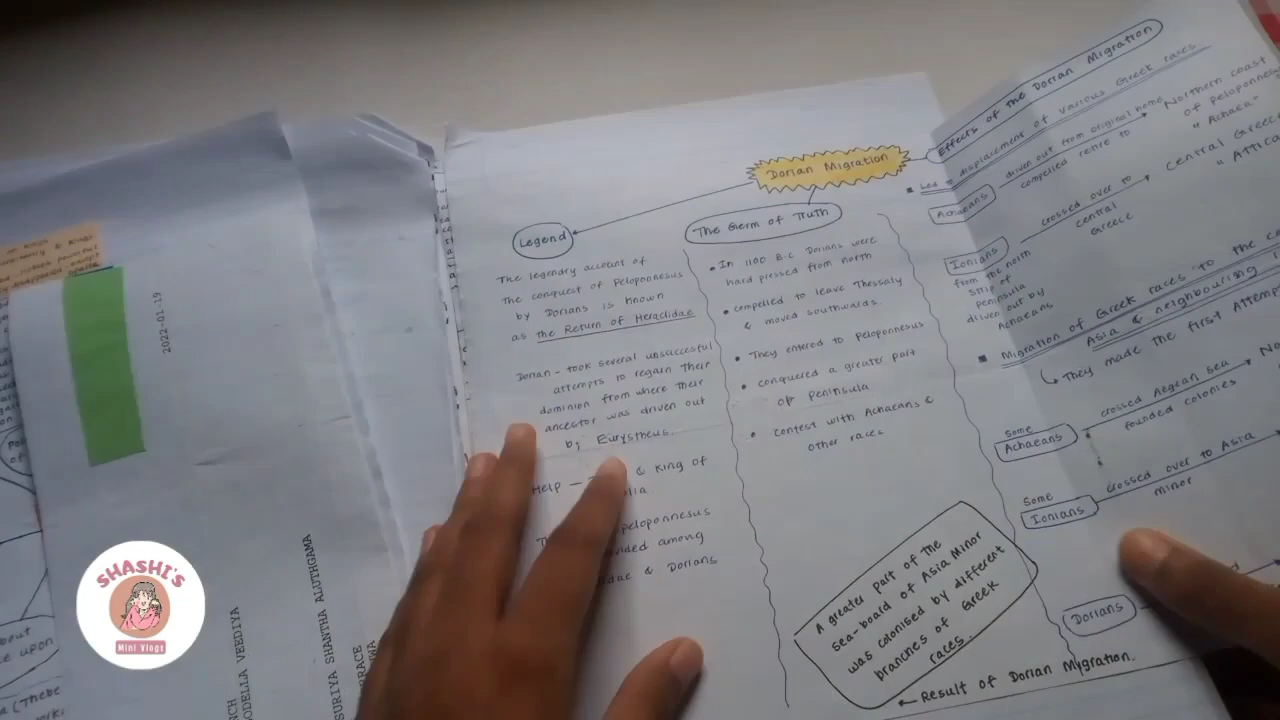 Dorian Migration
Legend
The legendary account of
the conquest of Peloponnesus
by Dorians is known
as the Return of Heraclidae
Dorian - took several unsuccesful
attempts to regain their
dominion from where their
ancestor was driven out
by Eurystheus.
Help -
& King of
Peloponnesus
among
& Dorians
The Germ of Truth
• In 1100 B.C Dorians were
hard pressed from north
• compelled to leave Thessaly
& moved southwards.
• They entered to Peloponnesus
• conquered a greater part
of peninsula
• contest with Achaeans &
other races
A greater part of the
sea-board of Asia Minor
was colonised by different
branches of Greek
races.
Result of Dorian Migration.
Effects of the Dorian Migration
Led displacement of various Greek races
Achaeans
driven out from original home
compelled retire to
Northern coast
of Peloponnesus
"Achaea"
Ionians
from the north
strip of
peninsula
driven out by
Achaeans
crossed over to
central
Greece
central Greece
Migration of Greek races to the
Asia & neighbouring
They made the first
Some
Achaeans
crossed Aegean sea
founded colonies
Some
Ionians
crossed over to Asia
minor
Dorians
2022-01-19
ODELLA VEEDIYA
SURIYA SHANTHA ALUTHGAMA
SHASHI'S
Mini Vlogs